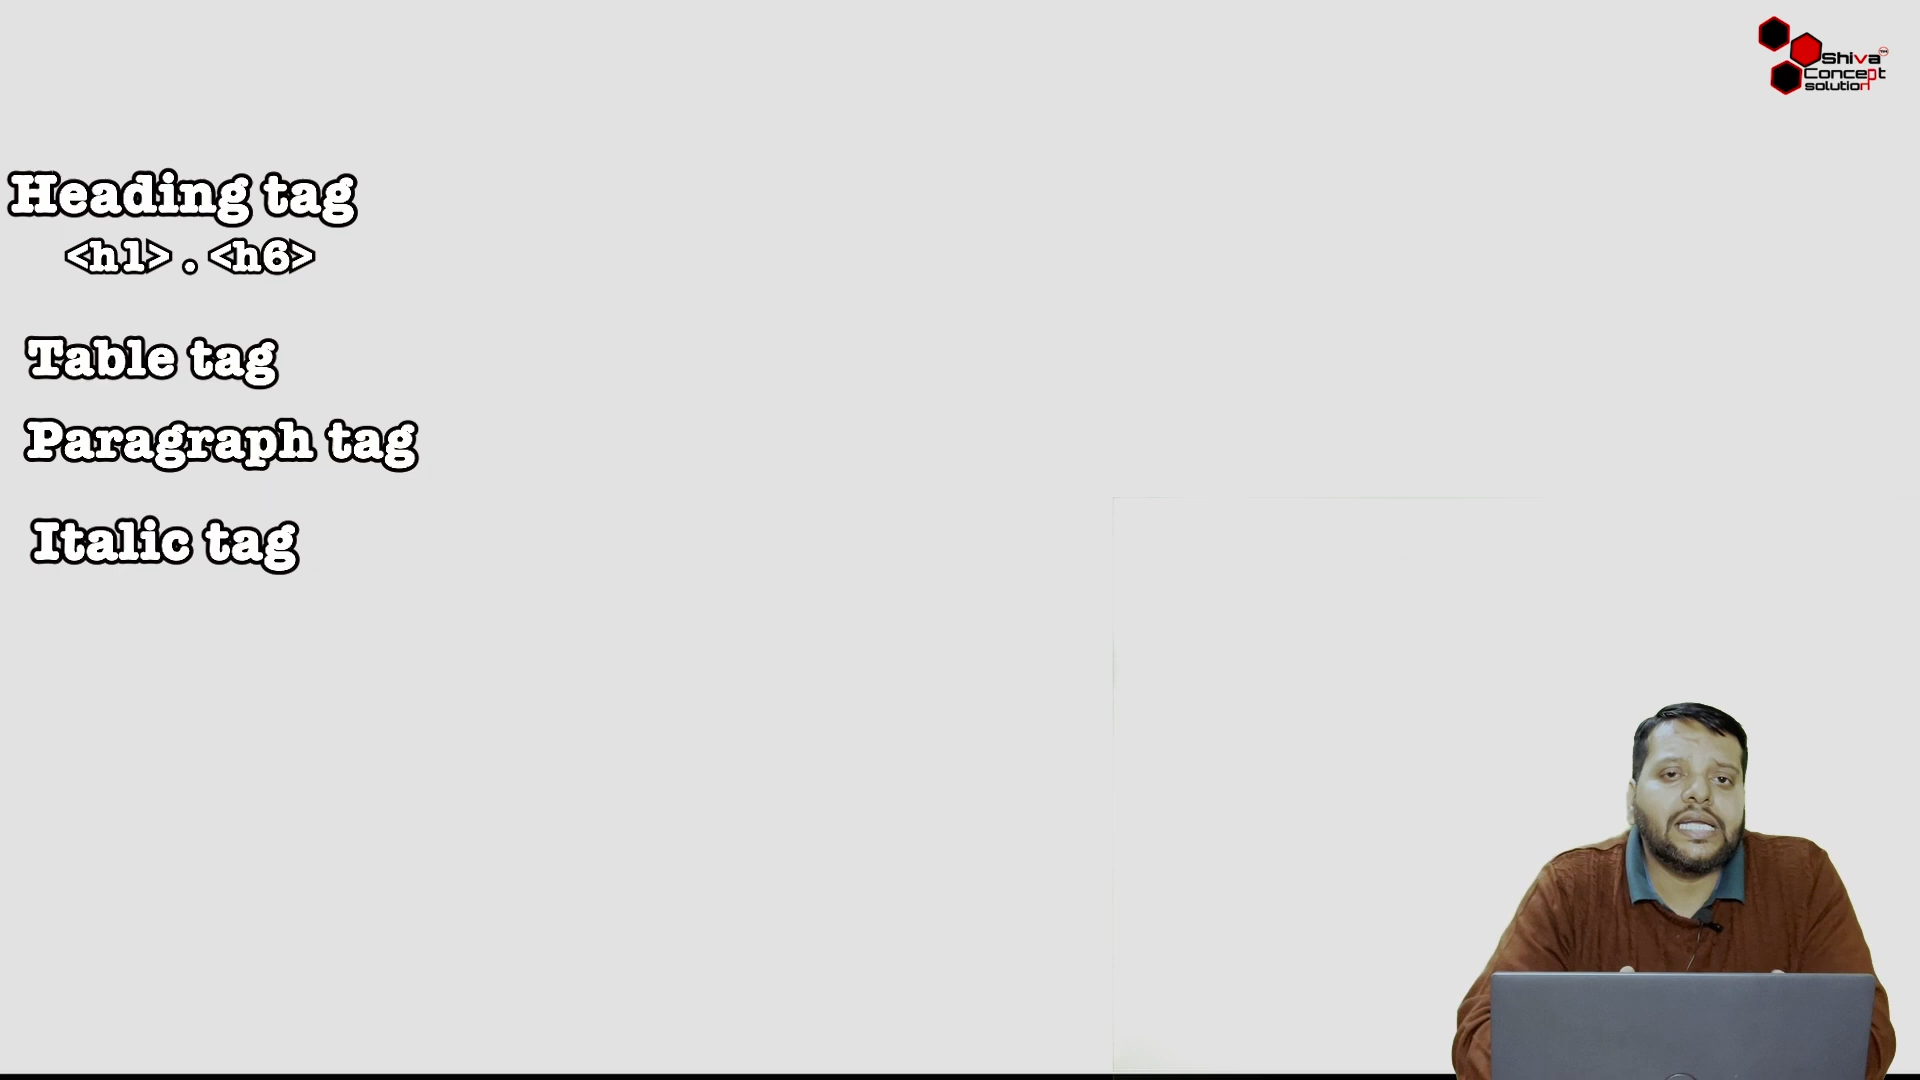 Shiva
Concept
solution
Heading tag
<h1> . <h6>
Table tag
Paragraph tag
Italic tag